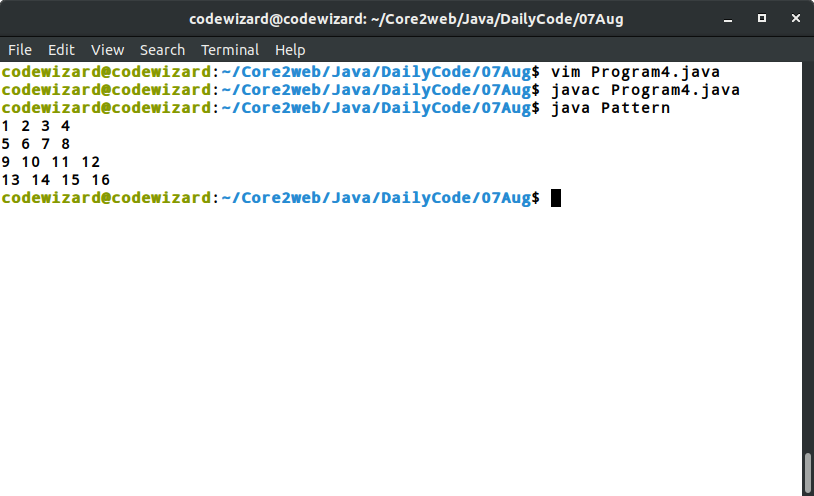 codewizard@codewizard: ~/Core2web/Java/DailyCode/07Aug
File Edit View Search Terminal Help
codewizard@codewizard:~/Core2web/Java/DailyCode/07Aug$ vim Program4.java
codewizard@codewizard:~/Core2web/Java/DailyCode/07Aug$ javac Program4.java
codewizard@codewizard:~/Core2web/Java/DailyCode/07Aug$ java Pattern
1 2 3 4
5 6 7 8
9 10 11 12
13 14 15 16
codewizard@codewizard:~/Core2web/Java/DailyCode/07Aug$